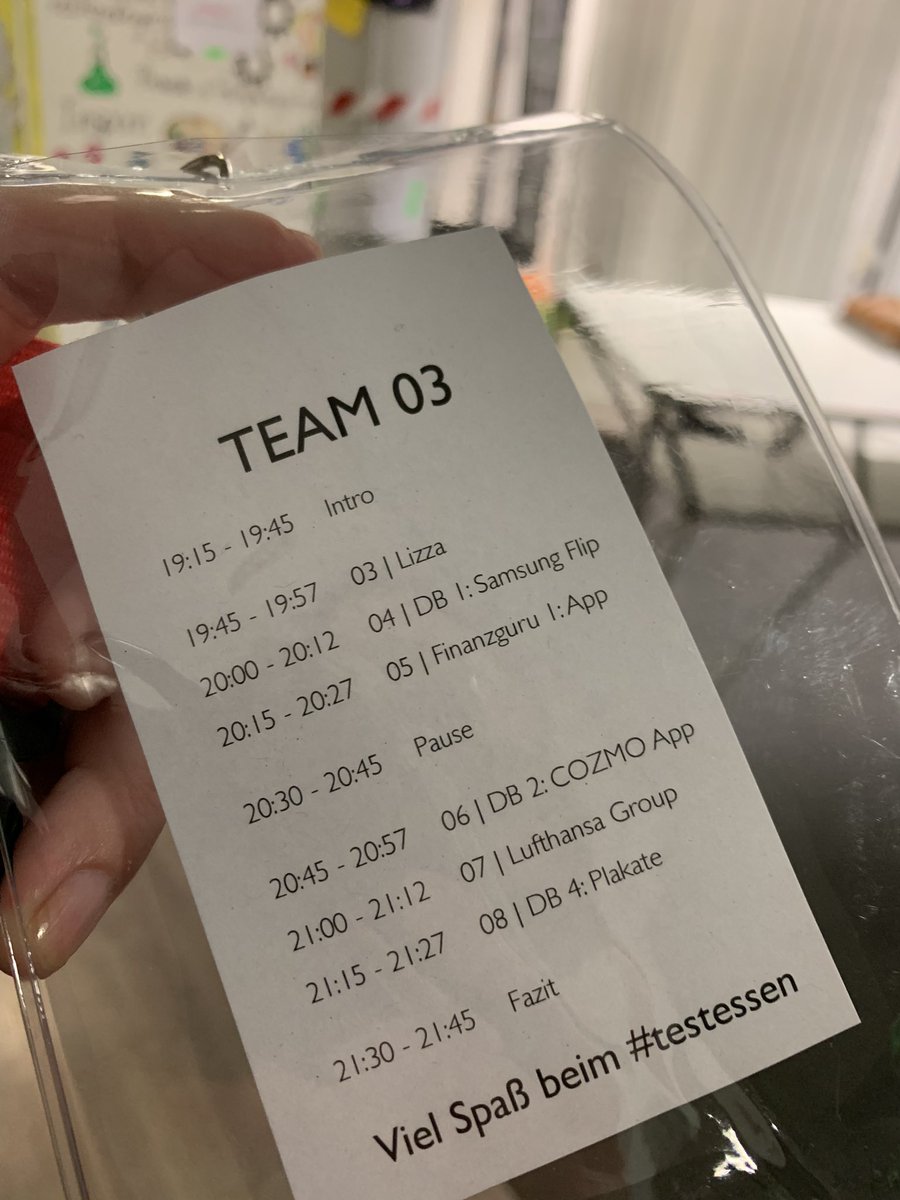 TEAM 03
19:15 - 19:45 Intro
19:45 - 19:57 03 | Lizza
20:00 - 20:12 04 | DB 1: Samsung Flip
20:15 - 20:27 05 | Finanzguru 1: App
20:30 - 20:45 Pause
20:45 - 20:57 06 | DB 2: COZMO App
21:00 - 21:12 07 | Lufthansa Group
21:15 - 21:27 08 | DB 4: Plakate
21:30 - 21:45 Fazit
Viel Spaß beim #testessen